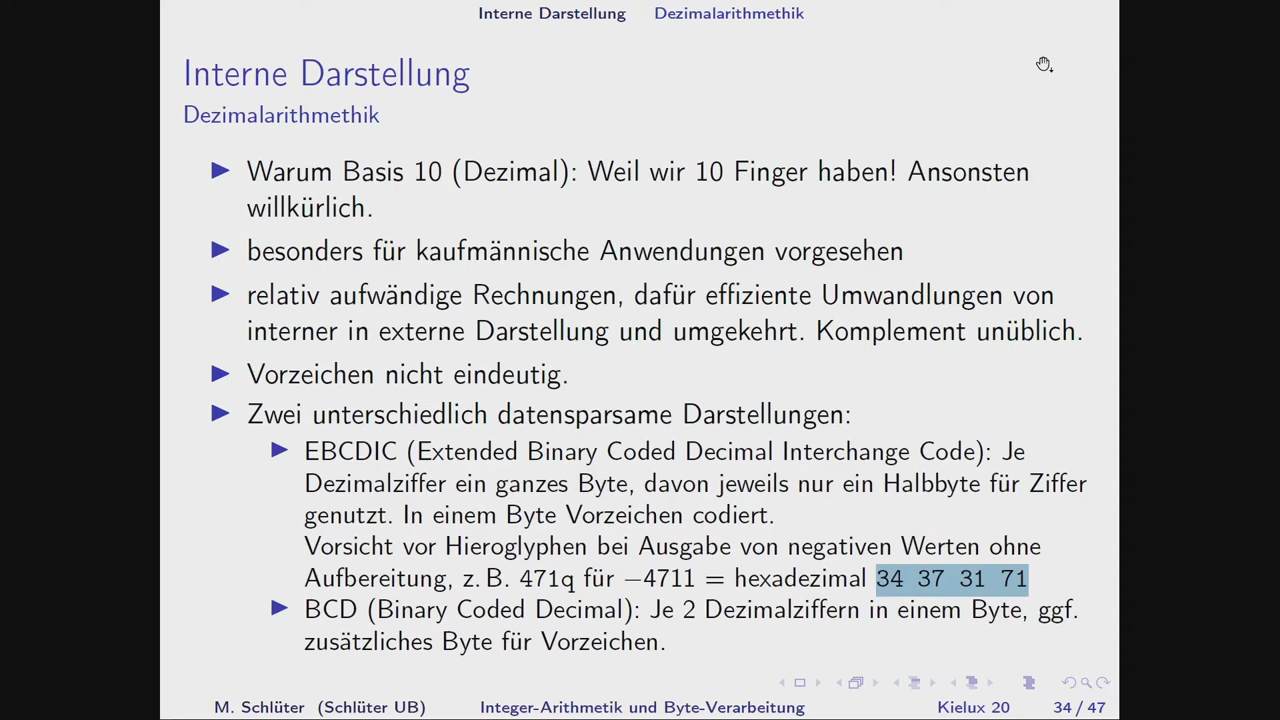 Interne Darstellung Dezimalarithmethik
Interne Darstellung
Dezimalarithmethik
Warum Basis 10 (Dezimal): Weil wir 10 Finger haben! Ansonsten
willkürlich.
besonders für kaufmännische Anwendungen vorgesehen
relativ aufwändige Rechnungen, dafür effiziente Umwandlungen von
interner in externe Darstellung und umgekehrt. Komplement unüblich.
Vorzeichen nicht eindeutig.
Zwei unterschiedlich datensparsame Darstellungen:
EBCDIC (Extended Binary Coded Decimal Interchange Code): Je
Dezimalziffer ein ganzes Byte, davon jeweils nur ein Halbbyte für Ziffer
genutzt. In einem Byte Vorzeichen codiert.
Vorsicht vor Hieroglyphen bei Ausgabe von negativen Werten ohne
Aufbereitung, z. B. 471q für −4711 = hexadezimal 34 37 31 71
BCD (Binary Coded Decimal): Je 2 Dezimalziffern in einem Byte, ggf.
zusätzliches Byte für Vorzeichen.
M. Schlüter (Schlüter UB) Integer-Arithmetik und Byte-Verarbeitung Kielux 20 34 / 47